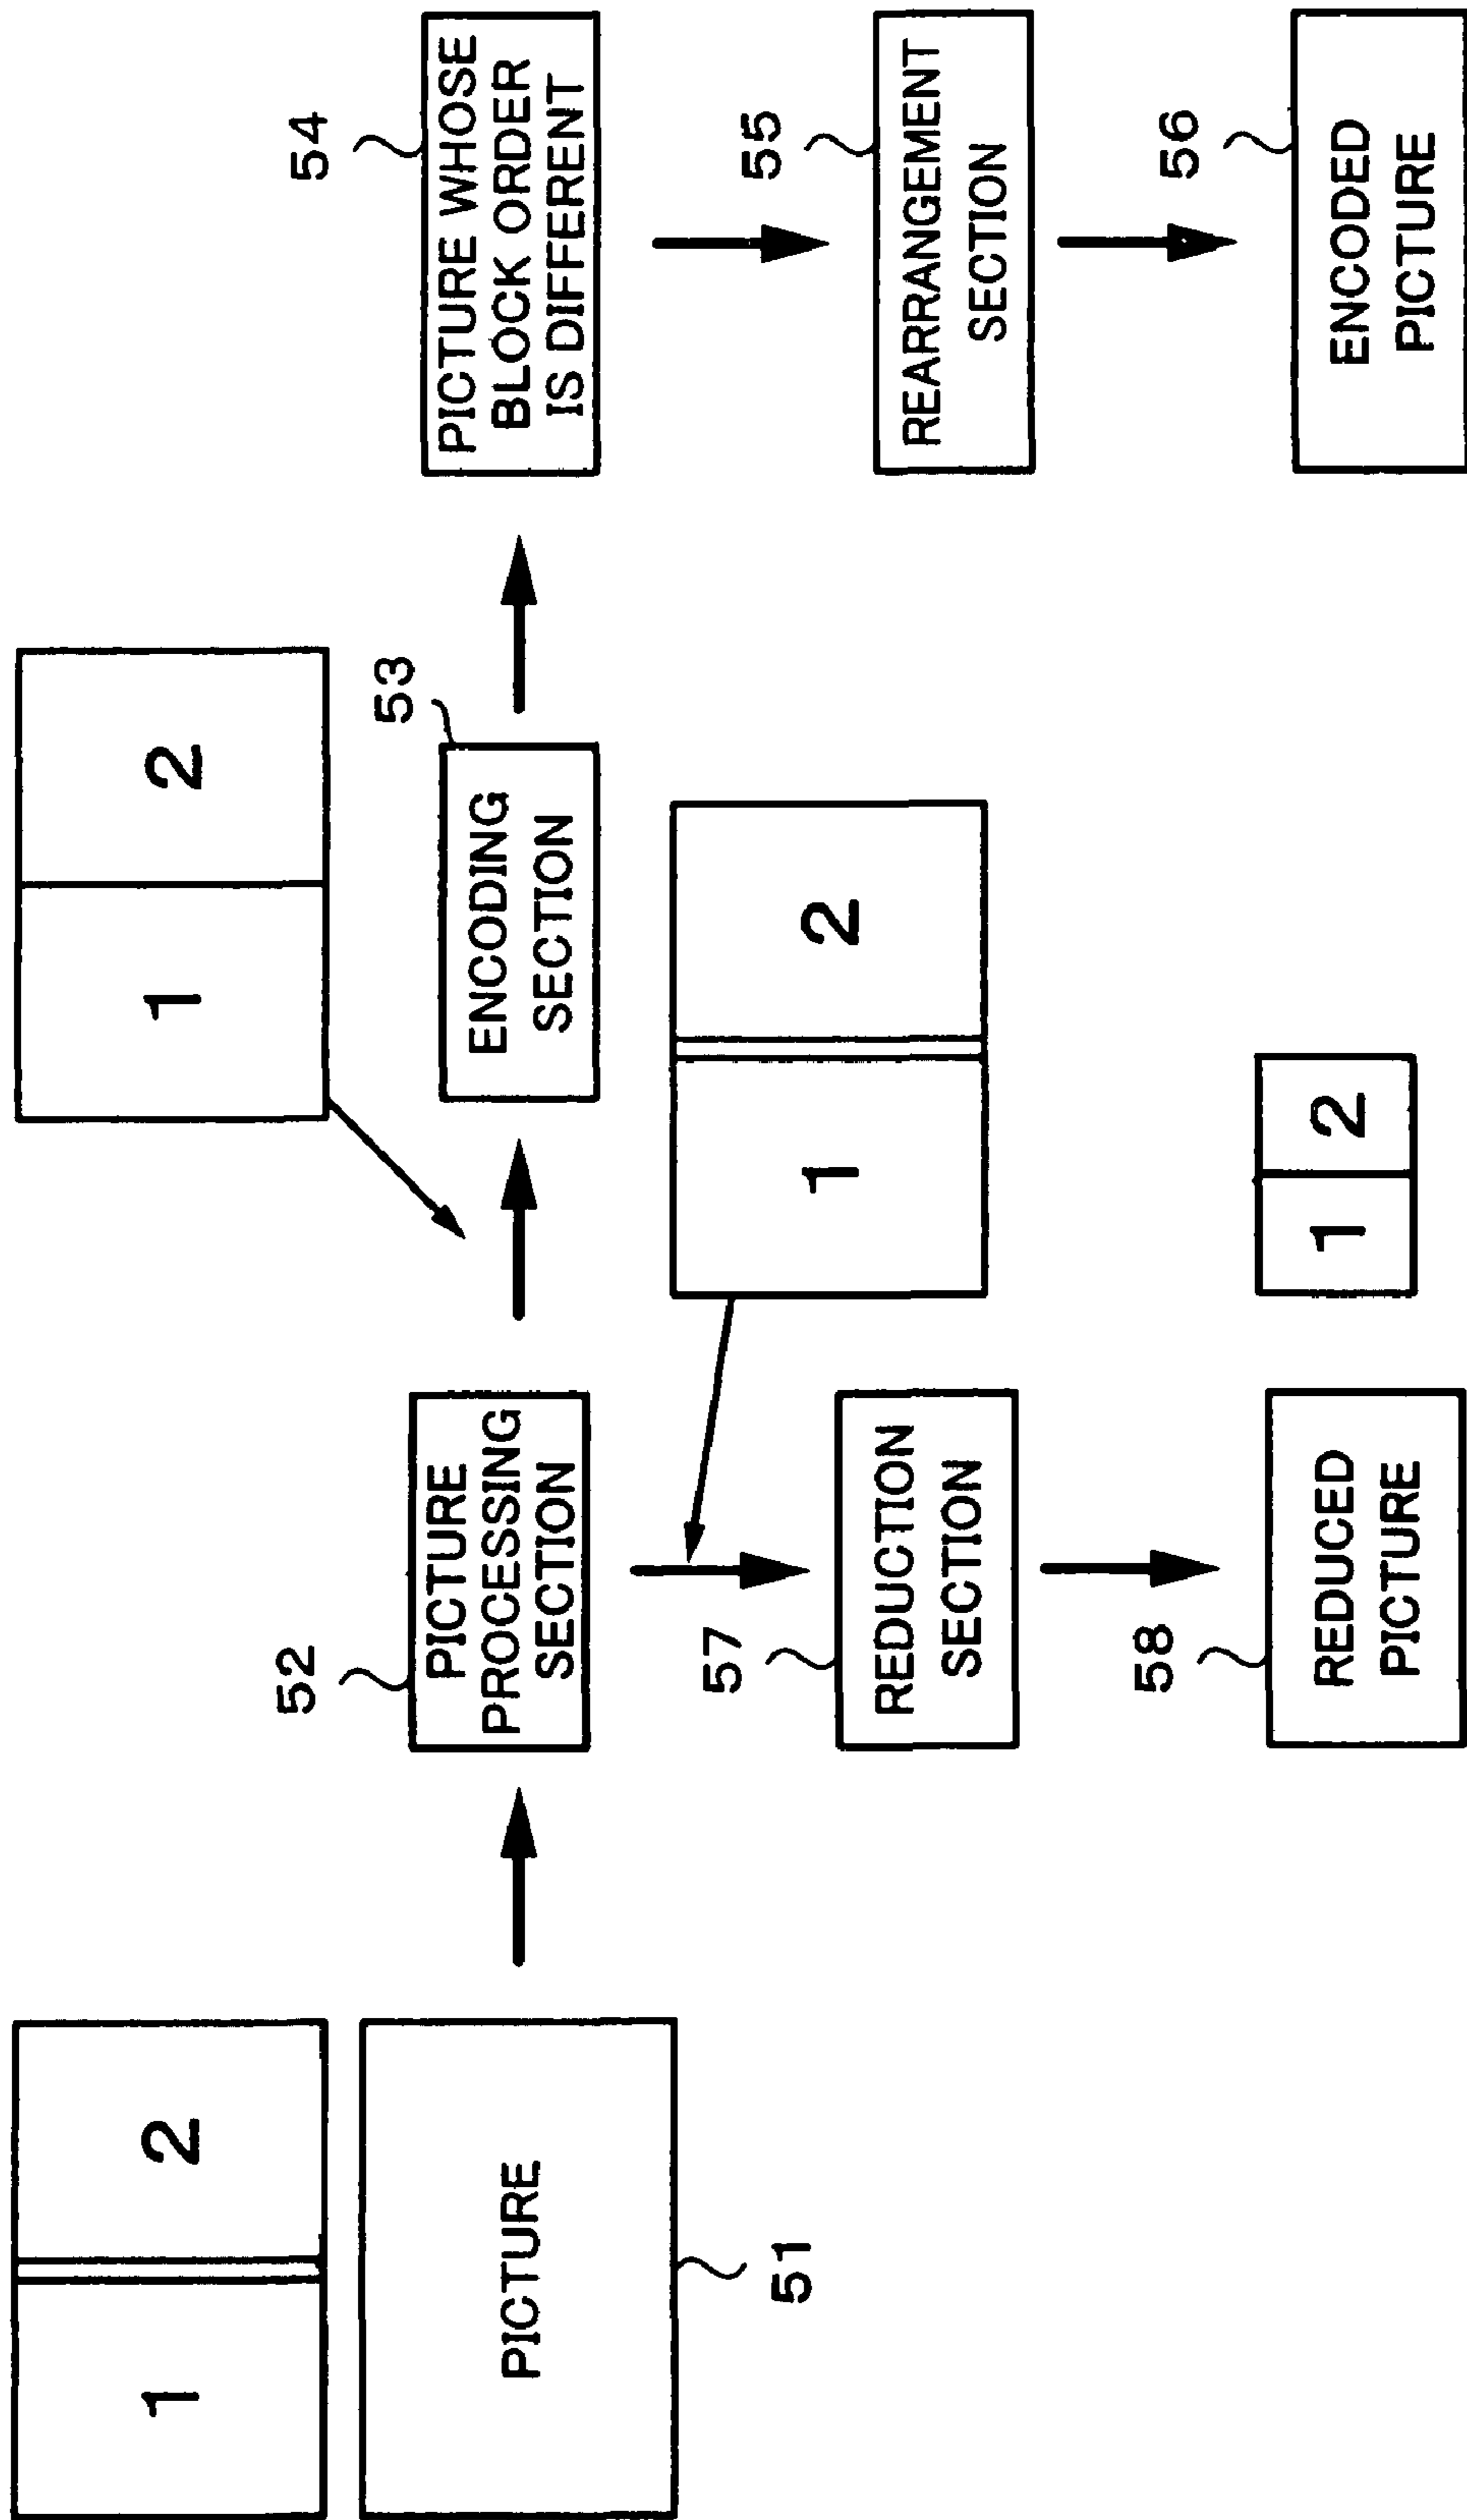 1 2
PICTURE
51
52
PICTURE
PROCESSING
SECTION
1 2
53
ENCODING
SECTION
54
PICTURE WHOSE
BLOCK ORDER
IS DIFFERENT
1 2
57
REDUCTION
SECTION
55
REARRANGEMENT
SECTION
1 2
58
REDUCED
PICTURE
56
ENCODED
PICTURE